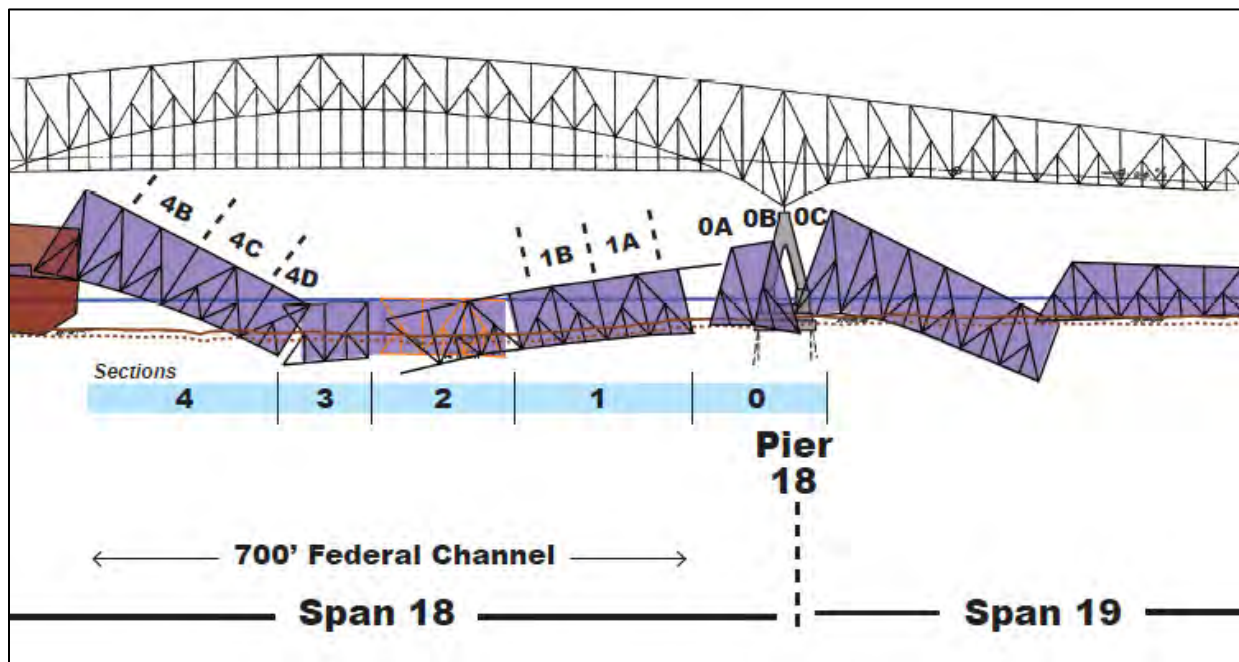 4B
4C
4D
1B
1A
0A
0B
0C
Sections
4
3
2
1
0
Pier
18
700' Federal Channel
Span 18
Span 19